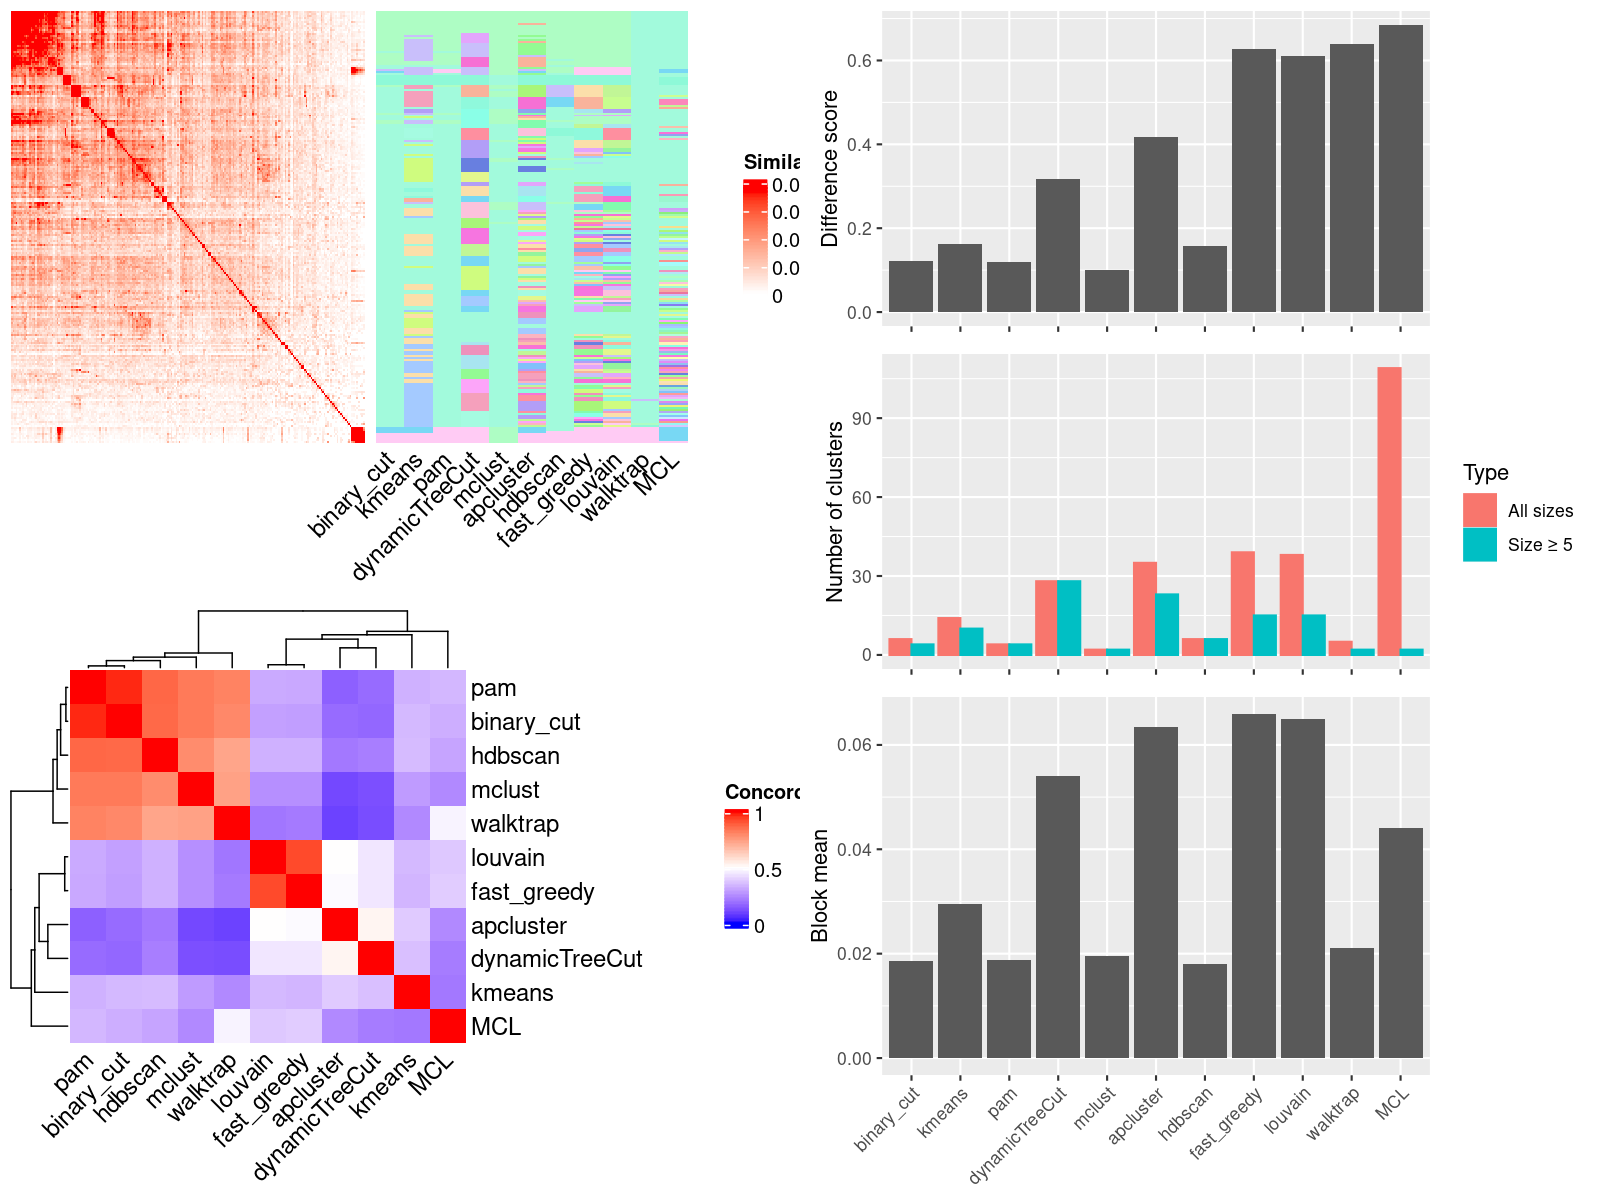 Simila
0.0
0.0
0.0
0.0
0
binary_cut
kmeans
pam
dynamicTreeCut
mclust
apcluster
hdbscan
fast_greedy
louvain
walktrap
MCL
pam
binary_cut
hdbscan
mclust
walktrap
louvain
fast_greedy
apcluster
dynamicTreeCut
kmeans
MCL
pam
binary_cut
hdbscan
mclust
walktrap
louvain
fast_greedy
apcluster
dynamicTreeCut
kmeans
MCL
Concord
1
0.5
0
Difference score
0.6
0.4
0.2
0.0
Number of clusters
90
60
30
0
Type
All sizes
Size ≥ 5
Block mean
0.06
0.04
0.02
0.00
binary_cut
kmeans
pam
dynamicTreeCut
mclust
apcluster
hdbscan
fast_greedy
louvain
walktrap
MCL